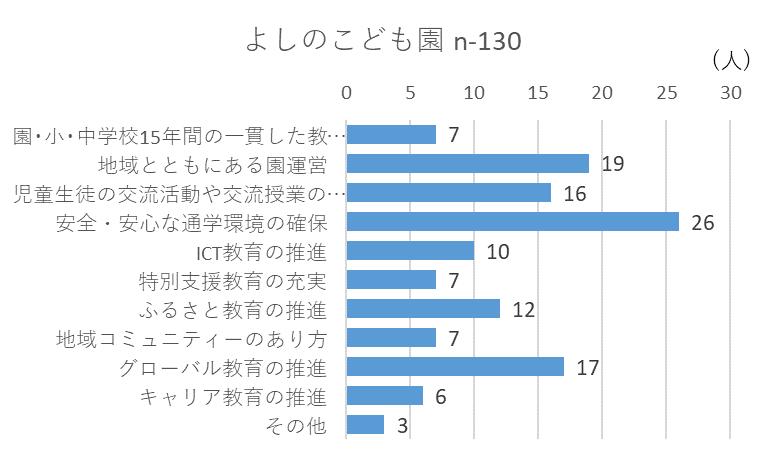 よしのこども園 n-130
（人）
0 5 10 15 20 25 30
園・小・中学校15年間の一貫した教… 7
地域とともにある園運営 19
児童生徒の交流活動や交流授業の… 16
安全・安心な通学環境の確保 26
ICT教育の推進 10
特別支援教育の充実 7
ふるさと教育の推進 12
地域コミュニティーのあり方 7
グローバル教育の推進 17
キャリア教育の推進 6
その他 3